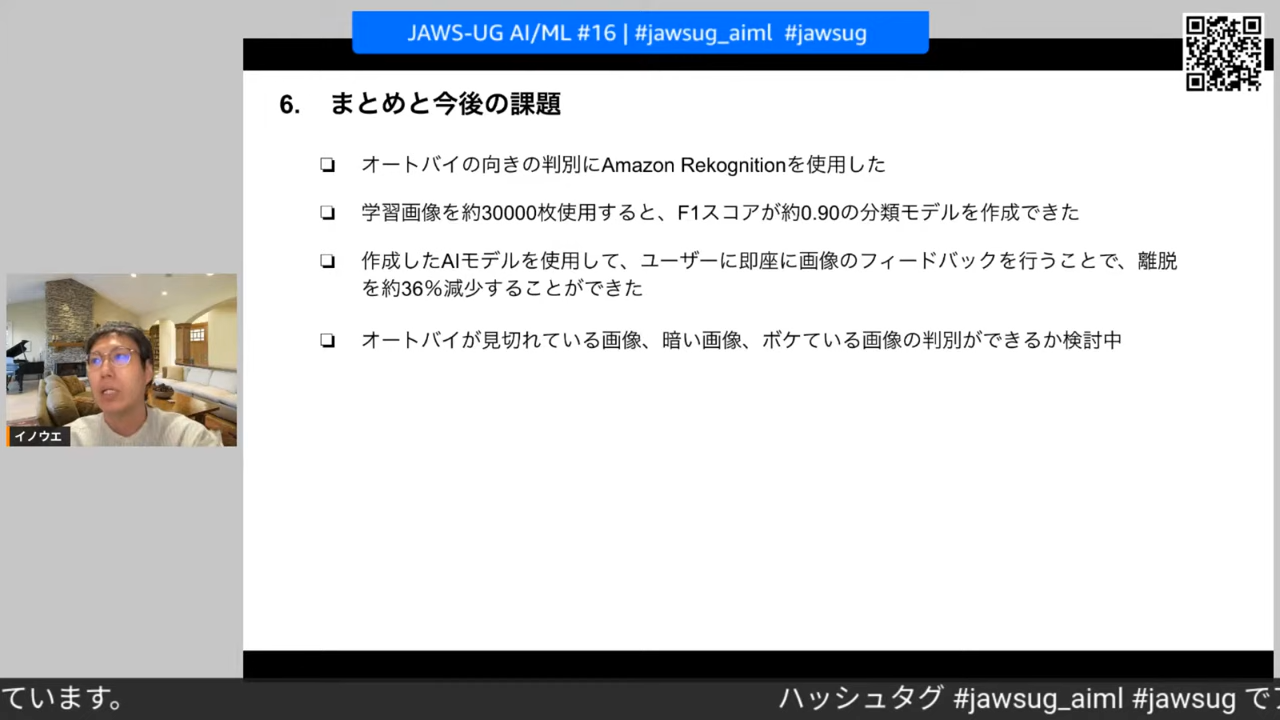 JAWS-UG AI/ML #16 | #jawsug_aiml #jawsug
6. まとめと今後の課題
❏ オートバイの向きの判別にAmazon Rekognitionを使用した
❏ 学習画像を約30000枚使用すると、F1スコアが約0.90の分類モデルを作成できた
❏ 作成したAIモデルを使用して、ユーザーに即座に画像のフィードバックを行うことで、離脱
を約36%減少することができた
❏ オートバイが見切れている画像、暗い画像、ボケている画像の判別ができるか検討中
イノウエ
ています。
ハッシュタグ #jawsug_aiml #jawsug で